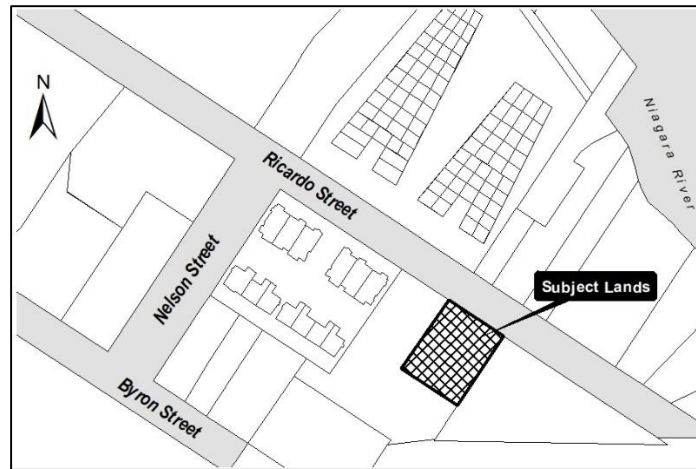 N
Ricardo Street
Niagara River
Nelson Street
Subject Lands
Byron Street